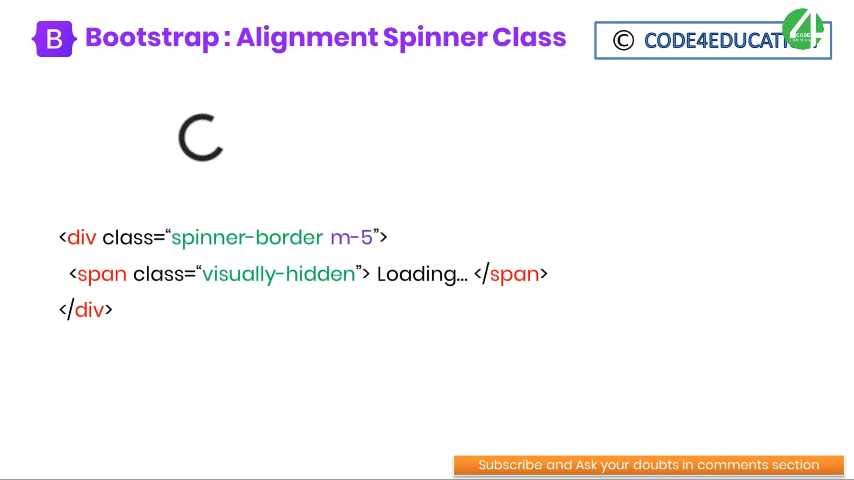 B Bootstrap : Alignment Spinner Class
© CODE4EDUCATION
<div class=“spinner-border m-5”>
<span class=“visually-hidden”> Loading... </span>
</div>
Subscribe and Ask your doubts in comments section